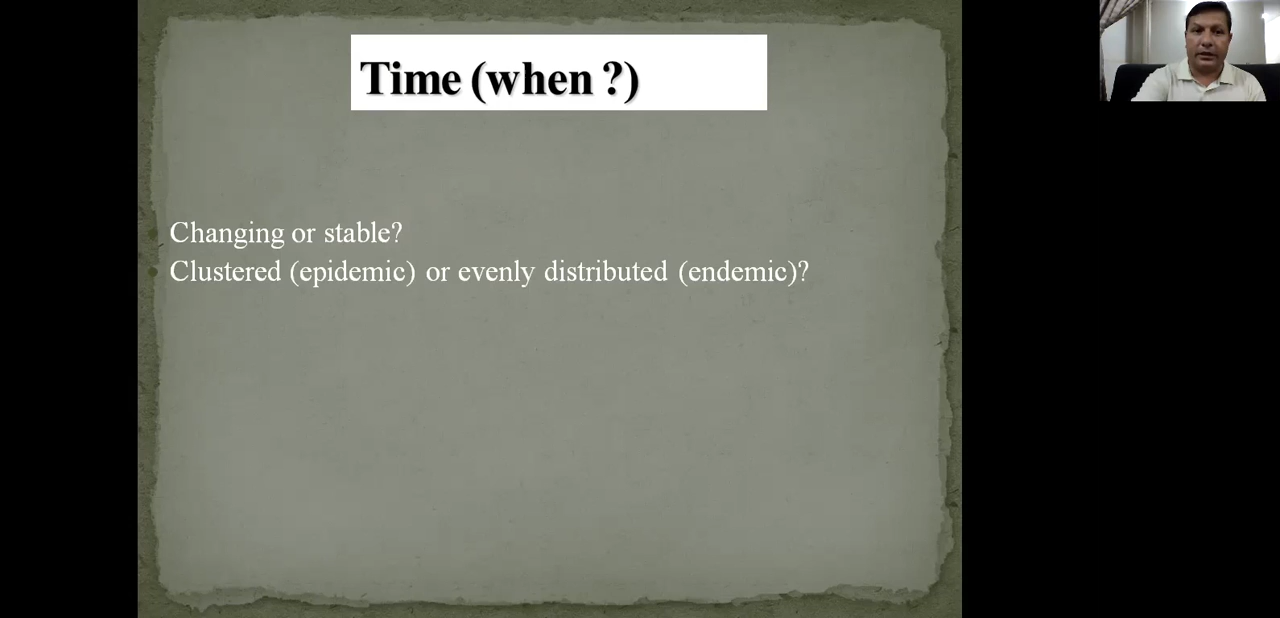 Time (when ?)
Changing or stable?
Clustered (epidemic) or evenly distributed (endemic)?